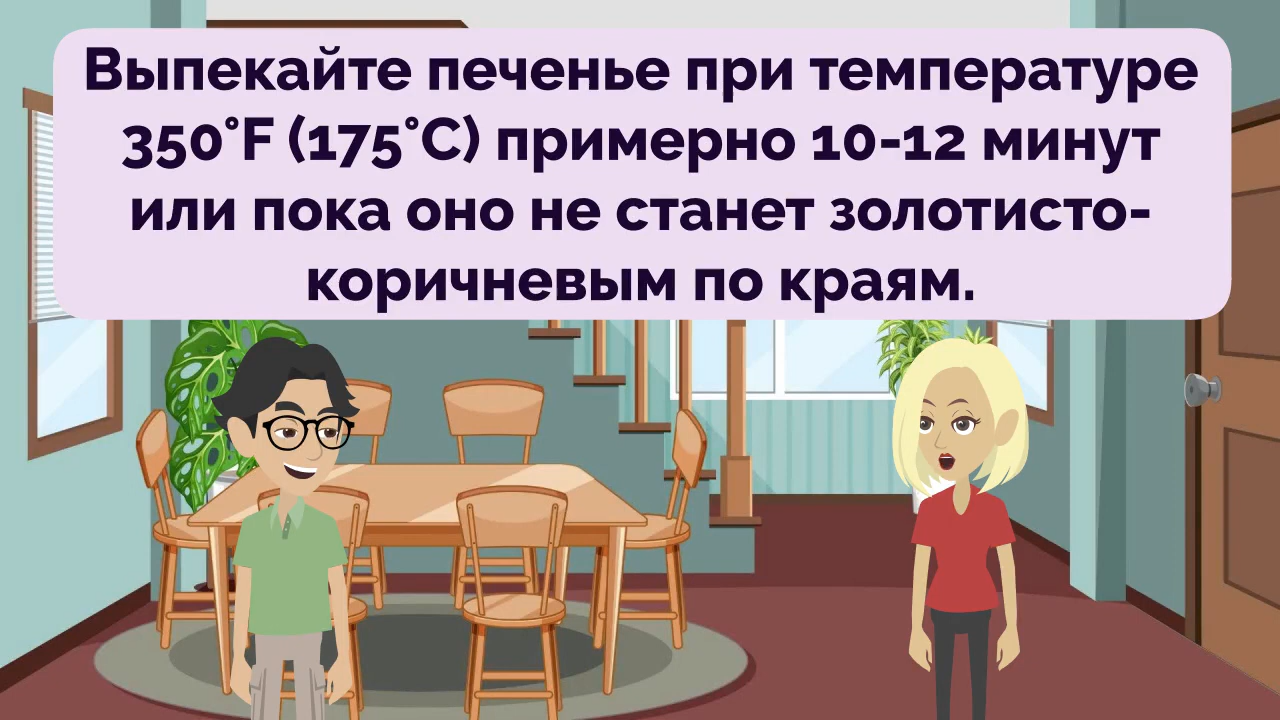 Выпекайте печенье при температуре
350°F (175°C) примерно 10-12 минут
или пока оно не станет золотисто-
коричневым по краям.